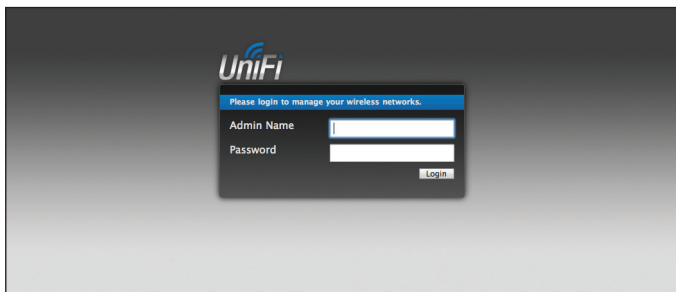 UniFi
Please login to manage your wireless networks.
Admin Name
Password
Login